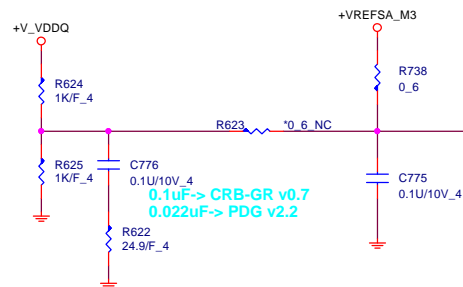 +V_VDDQ
+VREFSA_M3
R624
1K/F_4
R738
0_6
R623
*0_6_NC
R625
1K/F_4
C776
0.1U/10V_4
C775
0.1U/10V_4
0.1uF-> CRB-GR v0.7
0.022uF-> PDG v2.2
R622
24.9/F_4